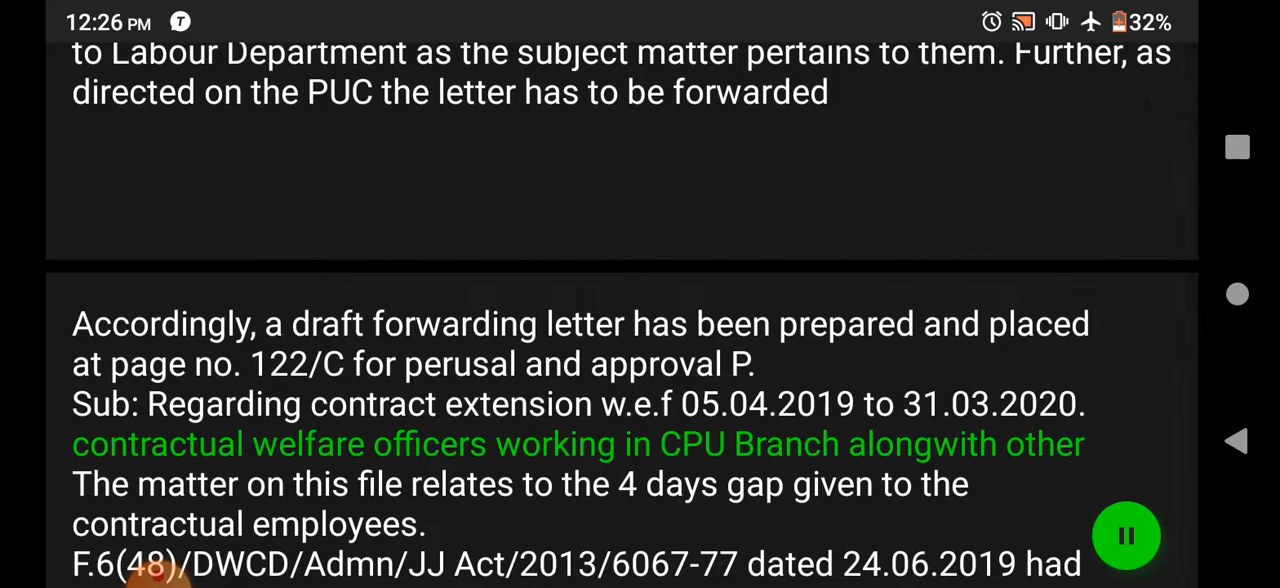 12:26 PM T 32%
to Labour Department as the subject matter pertains to them. Further, as
directed on the PUC the letter has to be forwarded
Accordingly, a draft forwarding letter has been prepared and placed
at page no. 122/C for perusal and approval P.
Sub: Regarding contract extension w.e.f 05.04.2019 to 31.03.2020.
contractual welfare officers working in CPU Branch alongwith other
The matter on this file relates to the 4 days gap given to the
contractual employees.
F.6(48)/DWCD/Admn/JJ Act/2013/6067-77 dated 24.06.2019 had